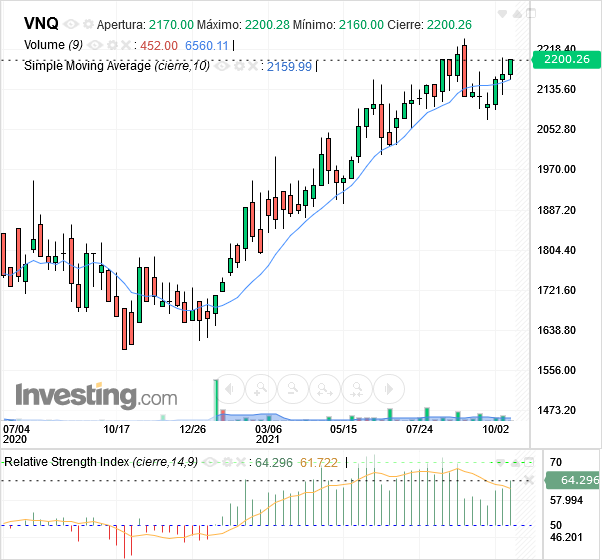 VNQ Apertura: 2170.00 Máximo: 2200.28 Mínimo: 2160.00 Cierre: 2200.26
Volume (9) : 452.00 6560.11
Simple Moving Average (cierre,10) : 2159.99
2218.40
2200.26
2135.60
2052.80
1970.00
1887.20
1804.40
1721.60
1638.80
1556.00
1473.20
Investing.com
07/04 10/17 12/26 03/06 05/15 07/24 10/02
2020 2021
Relative Strength Index (cierre,14,9) : 64.296 61.722
70
64.296
57.994
50
46.201